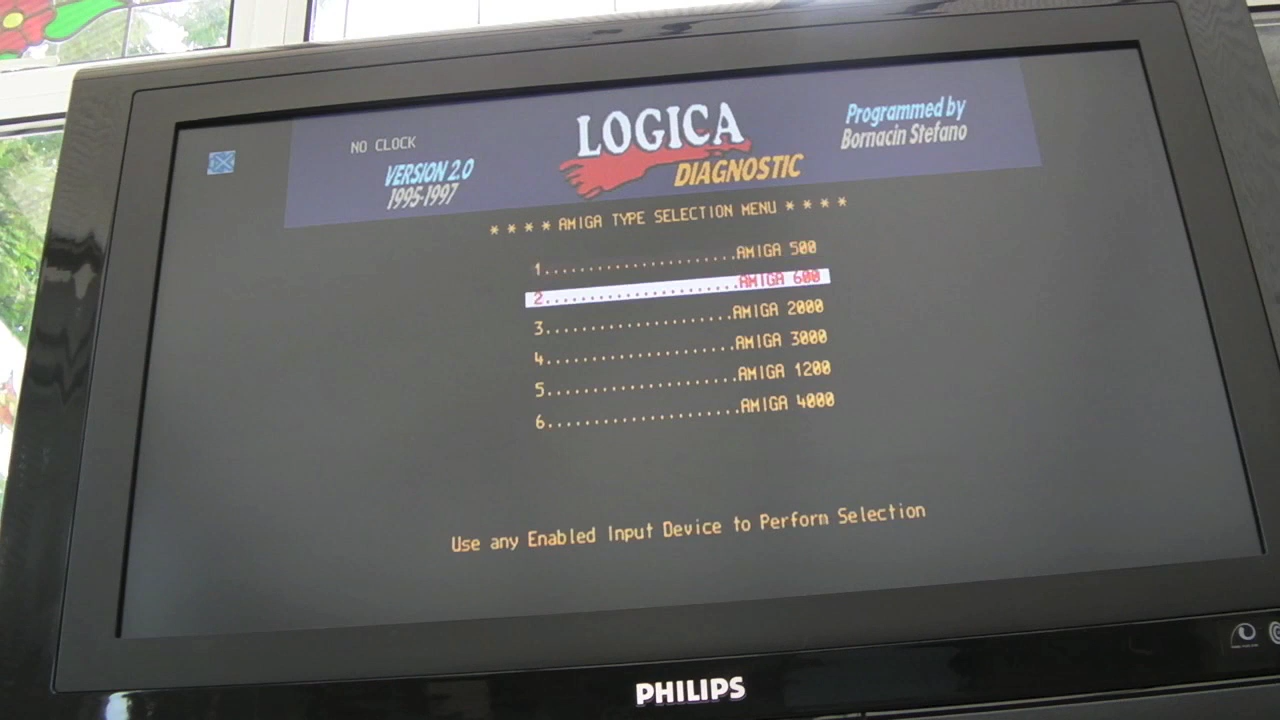 NO CLOCK
VERSION 2.0
1995-1997
LOGICA
DIAGNOSTIC
Programmed by
Bornacin Stefano
* * * * AMIGA TYPE SELECTION MENU * * * *
1.....................AMIGA 500
2.....................AMIGA 600
3....................AMIGA 2000
4....................AMIGA 3000
5....................AMIGA 1200
6....................AMIGA 4000
Use any Enabled Input Device to Perform Selection
PHILIPS